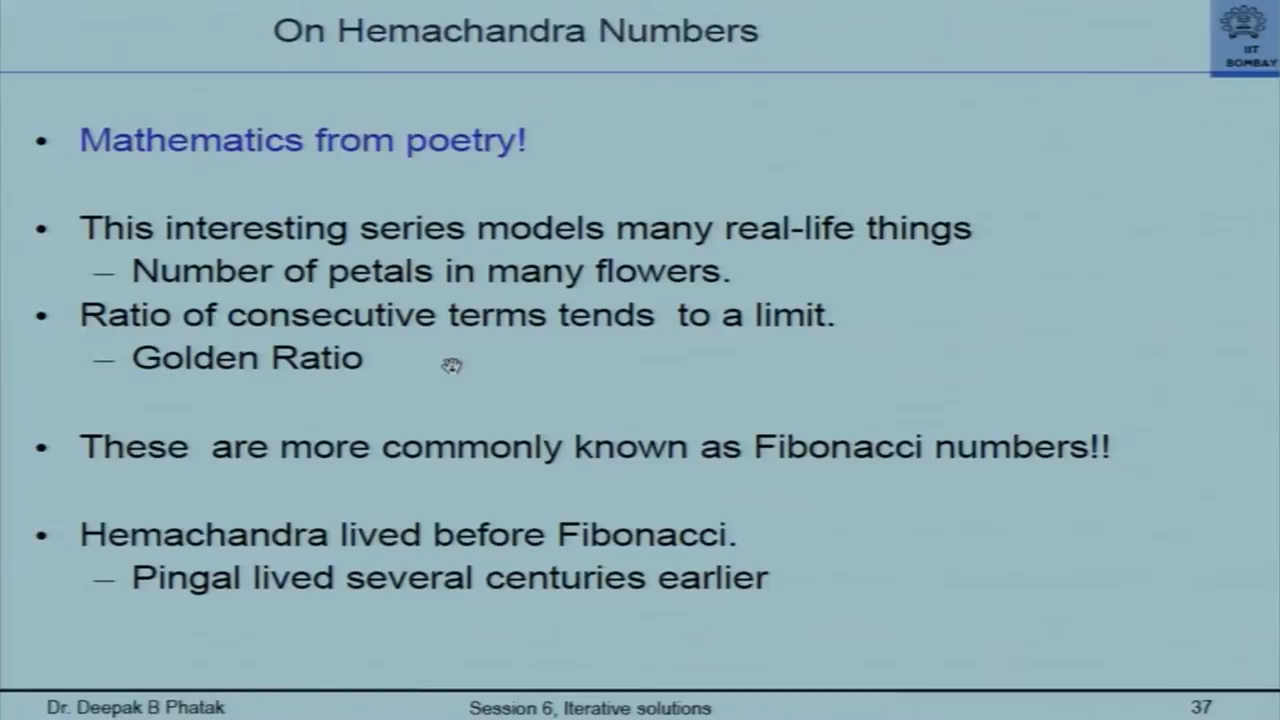 On Hemachandra Numbers
IIT
BOMBAY
• Mathematics from poetry!
• This interesting series models many real-life things
– Number of petals in many flowers.
• Ratio of consecutive terms tends to a limit.
– Golden Ratio
• These are more commonly known as Fibonacci numbers!!
• Hemachandra lived before Fibonacci.
– Pingal lived several centuries earlier
Dr. Deepak B Phatak Session 6, Iterative solutions 37